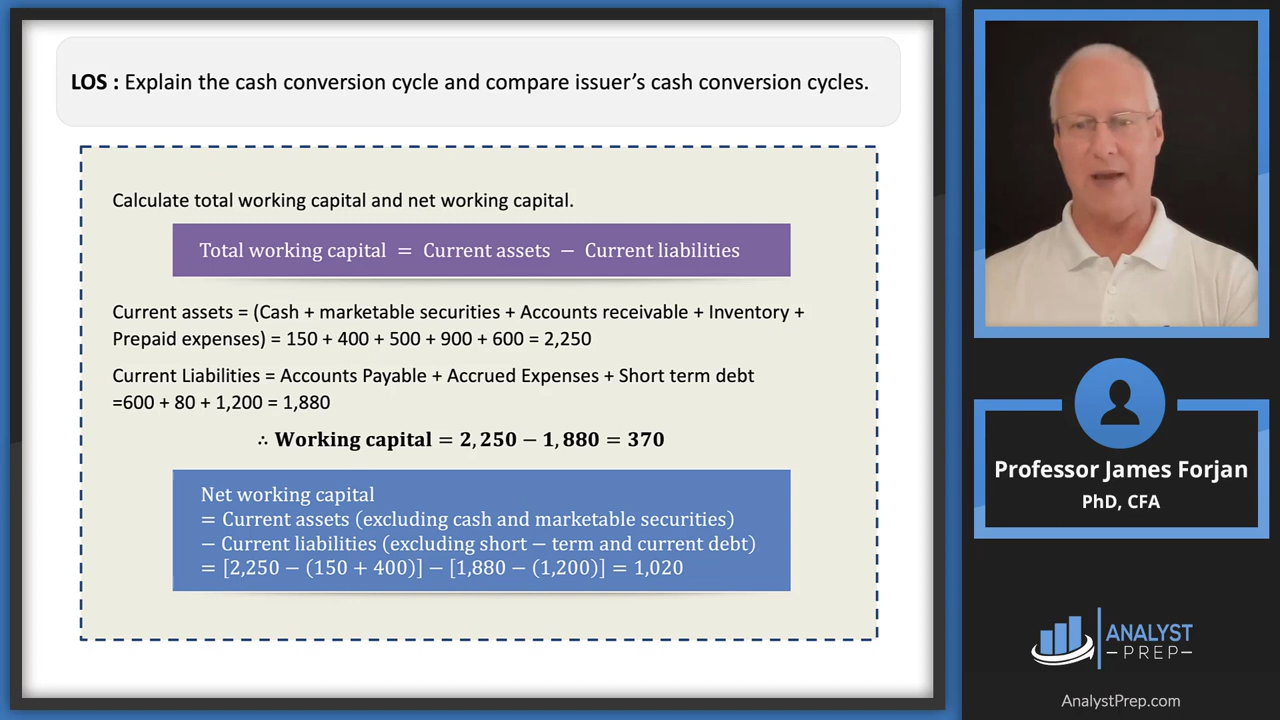 LOS : Explain the cash conversion cycle and compare issuer's cash conversion cycles.
Calculate total working capital and net working capital.
Total working capital = Current assets − Current liabilities
Current assets = (Cash + marketable securities + Accounts receivable + Inventory +
Prepaid expenses) = 150 + 400 + 500 + 900 + 600 = 2,250
Current Liabilities = Accounts Payable + Accrued Expenses + Short term debt
=600 + 80 + 1,200 = 1,880
∴ Working capital = 2,250 − 1,880 = 370
Net working capital
= Current assets (excluding cash and marketable securities)
− Current liabilities (excluding short − term and current debt)
= [2,250 − (150 + 400)] − [1,880 − (1,200)] = 1,020
Professor James Forjan
PhD, CFA
ANALYST
–PREP–
AnalystPrep.com